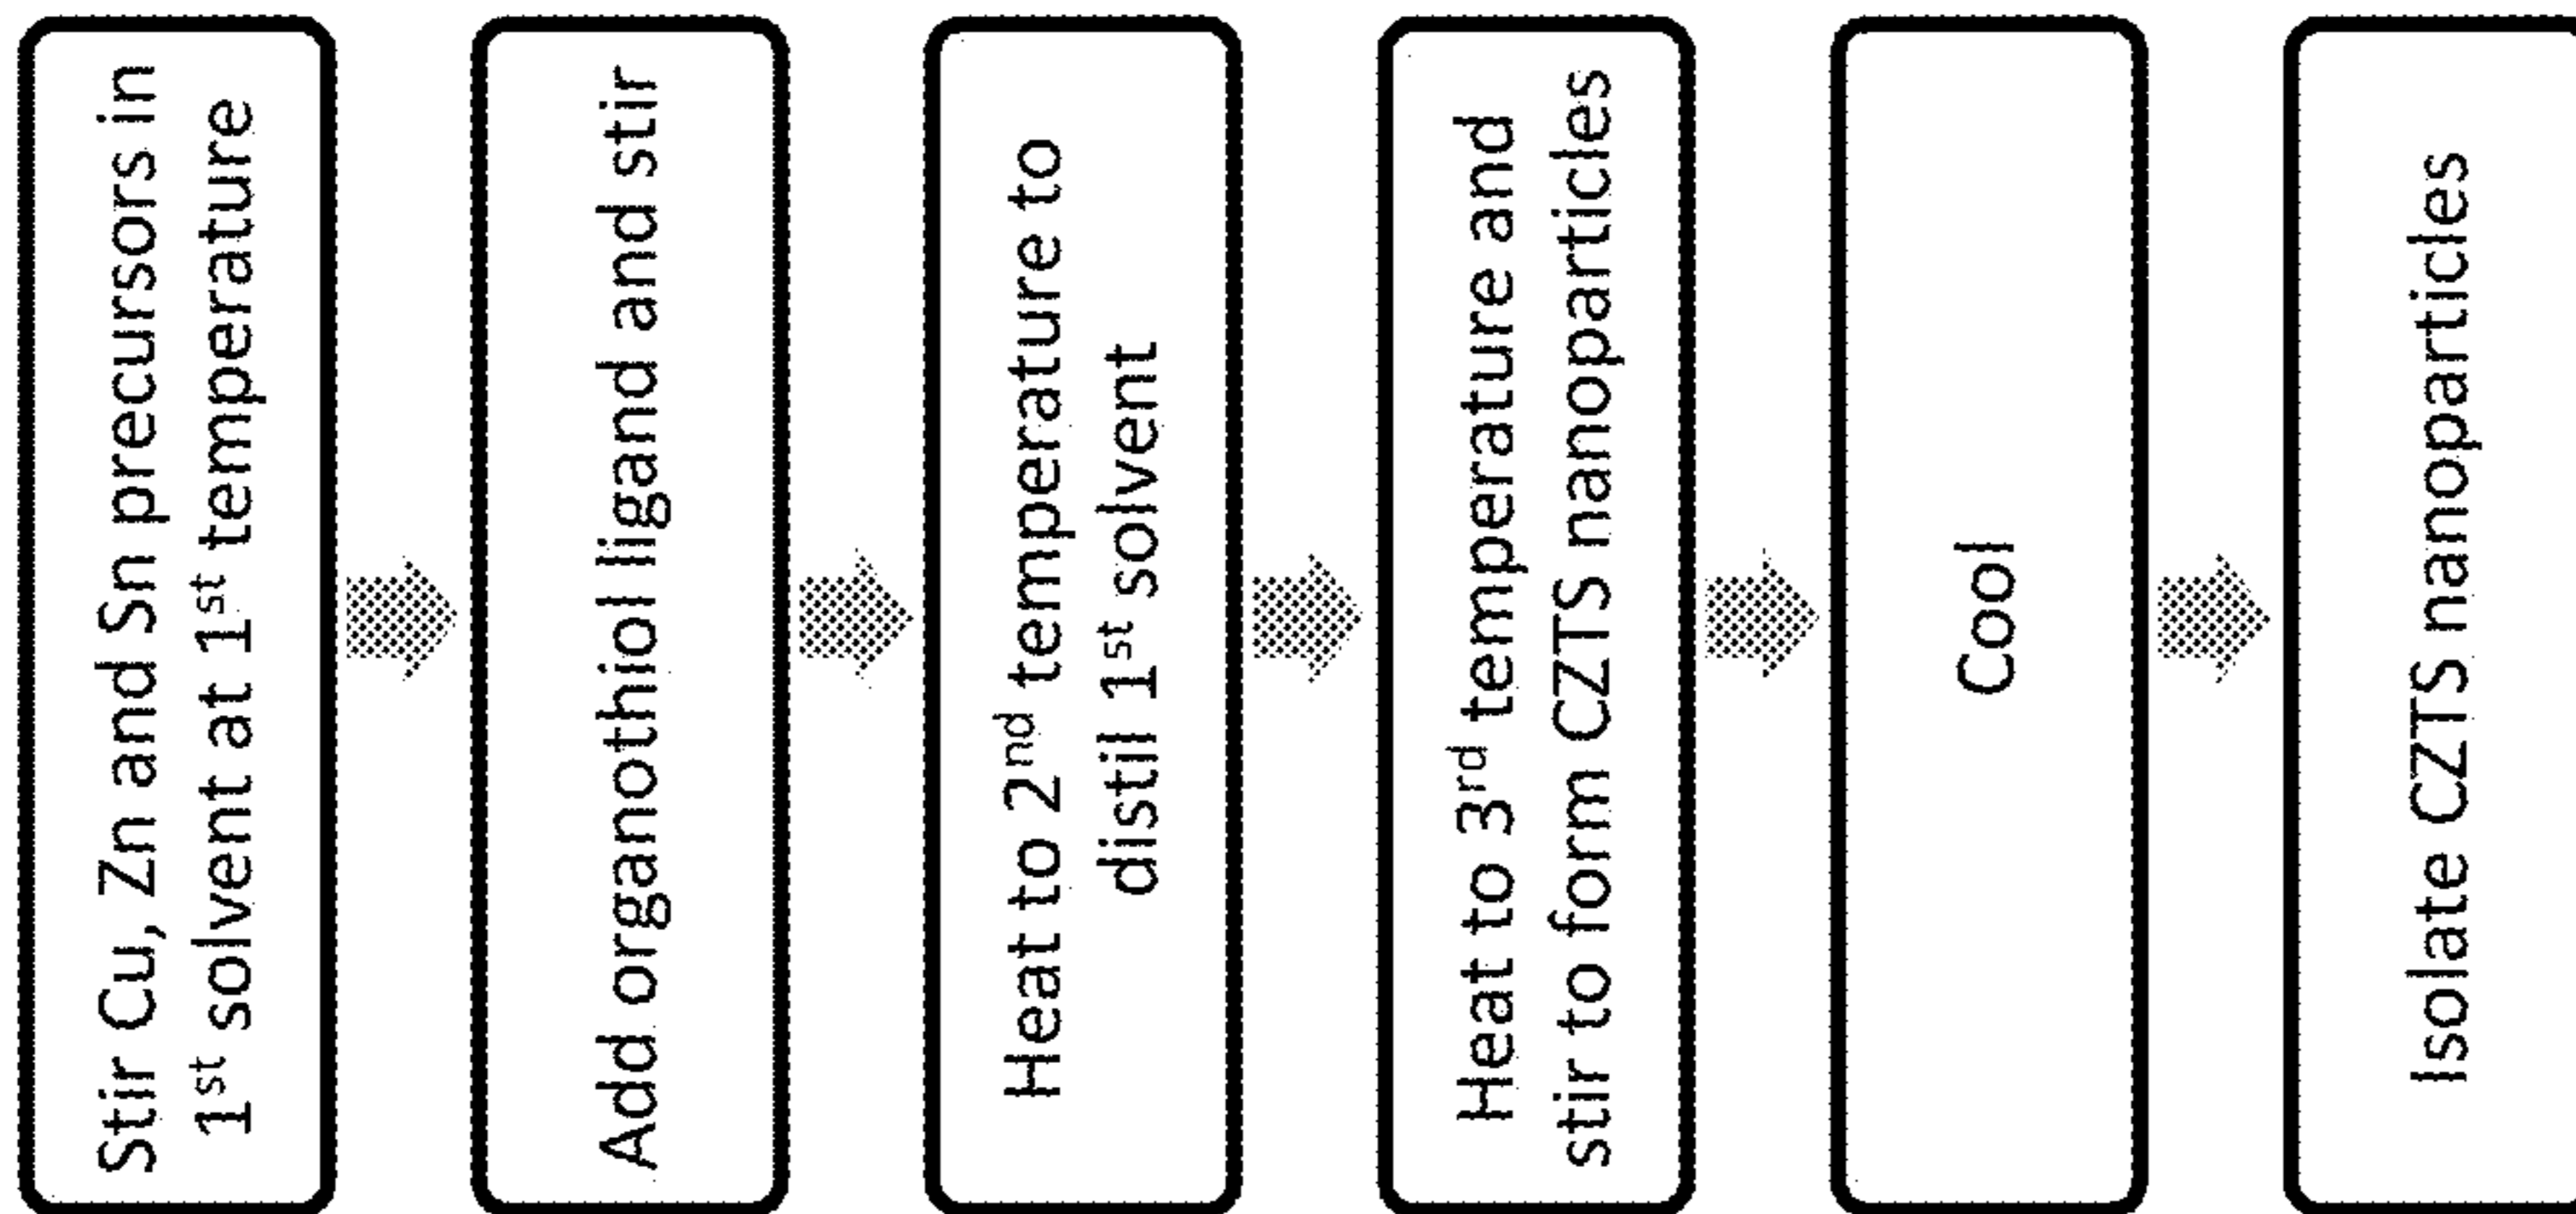 Stir Cu, Zn and Sn precursors in
1st solvent at 1st temperature
Add organothiol ligand and stir
Heat to 2nd temperature to
distil 1st solvent
Heat to 3rd temperature and
stir to form CZTS nanoparticles
Cool
Isolate CZTS nanoparticles